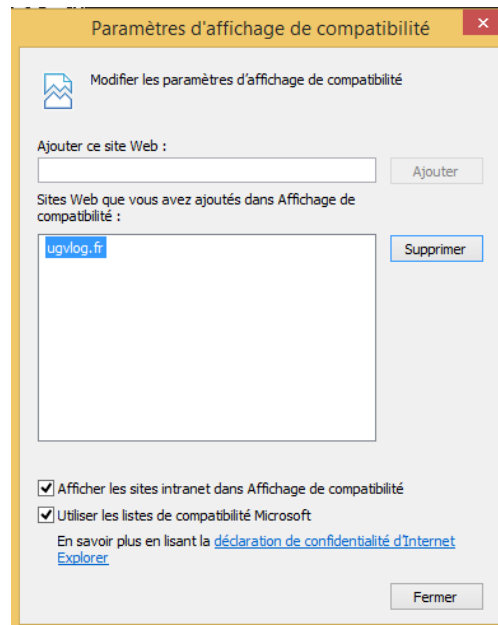 Paramètres d'affichage de compatibilité
Modifier les paramètres d'affichage de compatibilité
Ajouter ce site Web :
Ajouter
Sites Web que vous avez ajoutés dans Affichage de
compatibilité :
ugvlog.fr
Supprimer
Afficher les sites intranet dans Affichage de compatibilité
Utiliser les listes de compatibilité Microsoft
En savoir plus en lisant la déclaration de confidentialité d'Internet
Explorer
Fermer